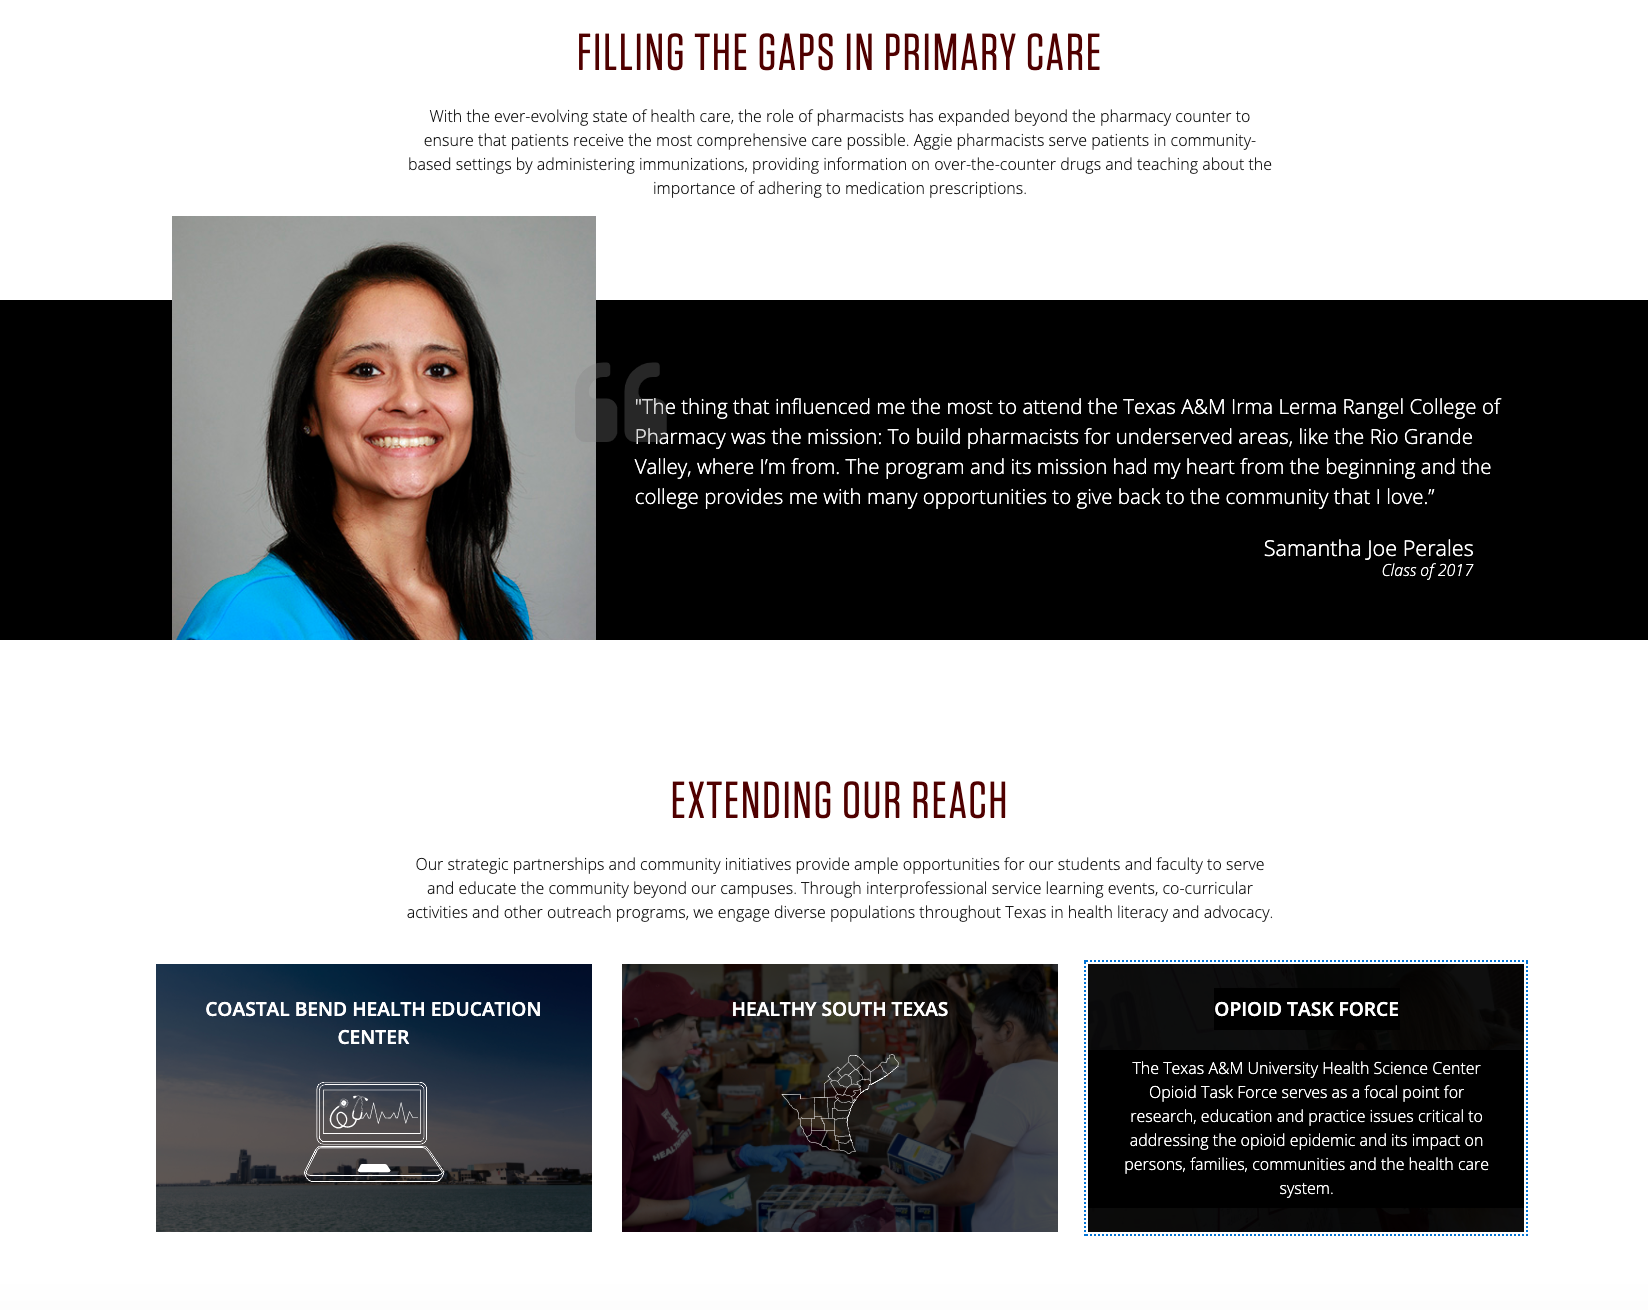 FILLING THE GAPS IN PRIMARY CARE
With the ever-evolving state of health care, the role of pharmacists has expanded beyond the pharmacy counter to
ensure that patients receive the most comprehensive care possible. Aggie pharmacists serve patients in community-
based settings by administering immunizations, providing information on over-the-counter drugs and teaching about the
importance of adhering to medication prescriptions.
"The thing that influenced me the most to attend the Texas A&M Irma Lerma Rangel College of
Pharmacy was the mission: To build pharmacists for underserved areas, like the Rio Grande
Valley, where I’m from. The program and its mission had my heart from the beginning and the
college provides me with many opportunities to give back to the community that I love.”
Samantha Joe Perales
Class of 2017
EXTENDING OUR REACH
Our strategic partnerships and community initiatives provide ample opportunities for our students and faculty to serve
and educate the community beyond our campuses. Through interprofessional service learning events, co-curricular
activities and other outreach programs, we engage diverse populations throughout Texas in health literacy and advocacy.
COASTAL BEND HEALTH EDUCATION
CENTER
HEALTHY SOUTH TEXAS
OPIOID TASK FORCE
The Texas A&M University Health Science Center
Opioid Task Force serves as a focal point for
research, education and practice issues critical to
addressing the opioid epidemic and its impact on
persons, families, communities and the health care
system.